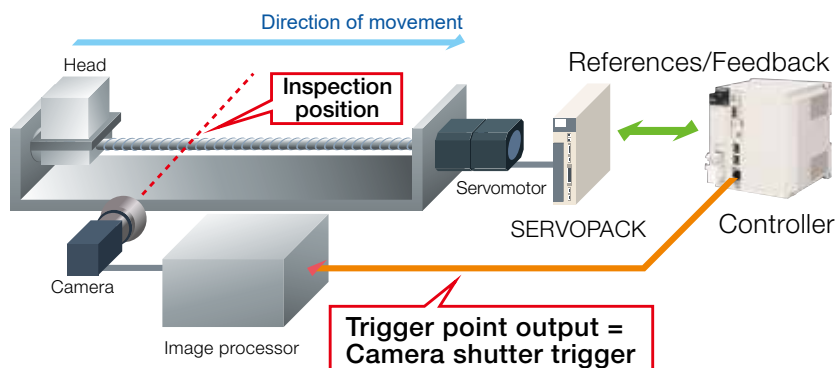 Direction of movement
Head
Inspection
position
References/Feedback
Servomotor
SERVOPACK
Controller
Camera
Image processor
Trigger point output =
Camera shutter trigger